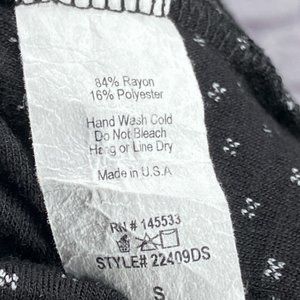 84% Rayon
16% Polyester
Hand Wash Cold
Do Not Bleach
Hang or Line Dry
Made in U.S.A
RN# 145533
STYLE# 22409DS
S